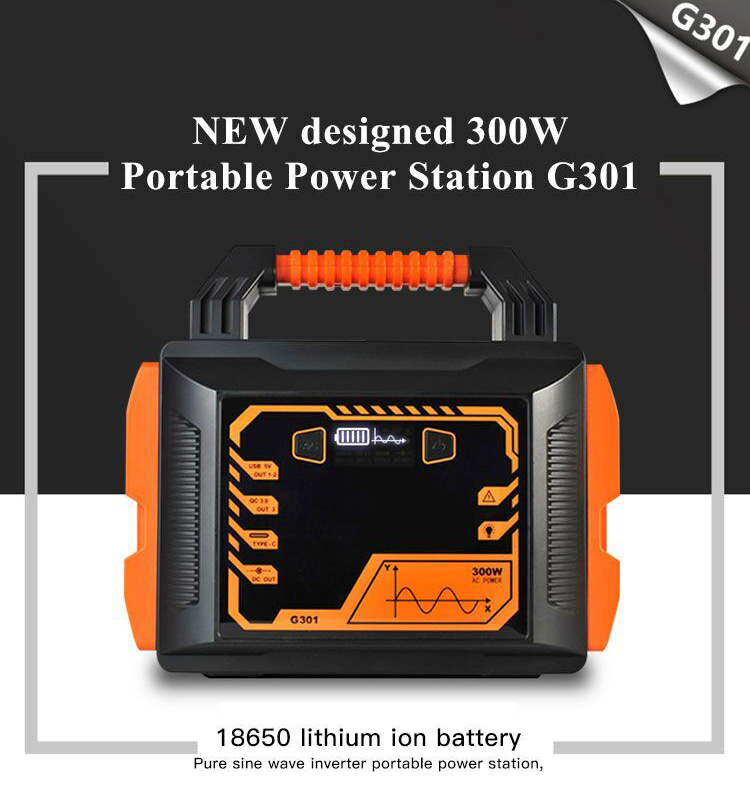 G301
NEW designed 300W
Portable Power Station G301
USB 5V
OUT 1-2
QC 3.0
OUT 3
TYPE-C
DC OUT
Y
300W
AC POWER
X
G301
18650 lithium ion battery
Pure sine wave inverter portable power station,